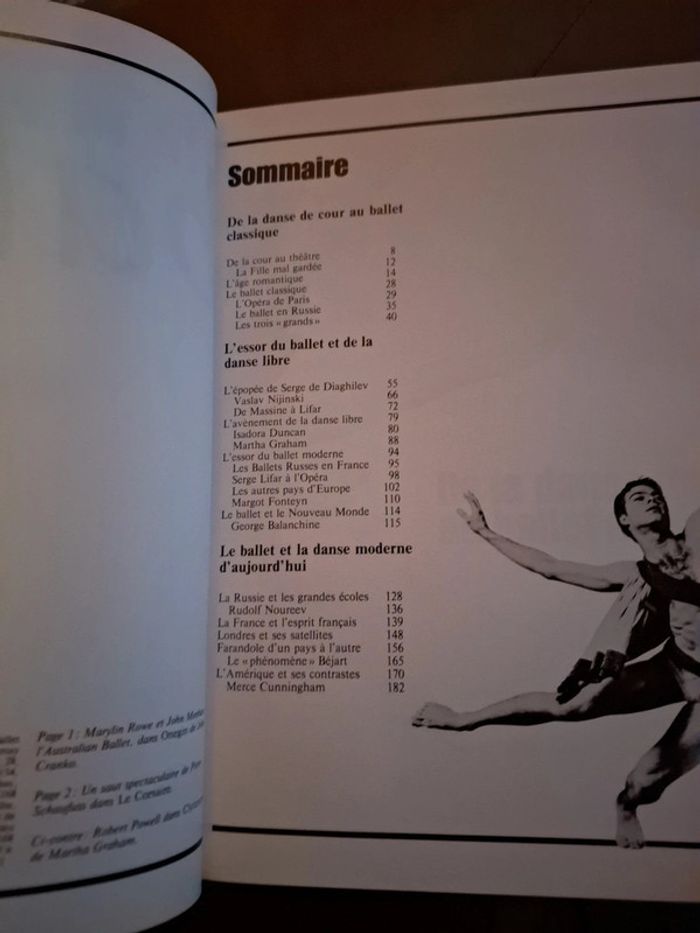 Page 1 : Marylin Rowe et John
l'Australian Ballet, dans Onegin de
Cranko.
Page 2 : Un saut spectaculaire de
Schaufuss dans Le Corsaire.
Ci-contre : Robert Powell dans
de Martha Graham.
Sommaire
De la danse de cour au ballet
classique
De la cour au théâtre 8
La Fille mal gardée 12
L'âge romantique 14
Le ballet classique 28
L'Opéra de Paris 29
Le ballet en Russie 35
Les trois « grands » 40
L'essor du ballet et de la
danse libre
L'épopée de Serge de Diaghilev 55
Vaslav Nijinski 66
De Massine à Lifar 72
L'avènement de la danse libre 79
Isadora Duncan 80
Martha Graham 88
L'essor du ballet moderne 94
Les Ballets Russes en France 95
Serge Lifar à l'Opéra 98
Les autres pays d'Europe 102
Margot Fonteyn 110
Le ballet et le Nouveau Monde 114
George Balanchine 115
Le ballet et la danse moderne
d'aujourd'hui
La Russie et les grandes écoles 128
Rudolf Noureev 136
La France et l'esprit français 139
Londres et ses satellites 148
Farandole d'un pays à l'autre 156
Le « phénomène » Béjart 165
L'Amérique et ses contrastes 170
Merce Cunningham 182